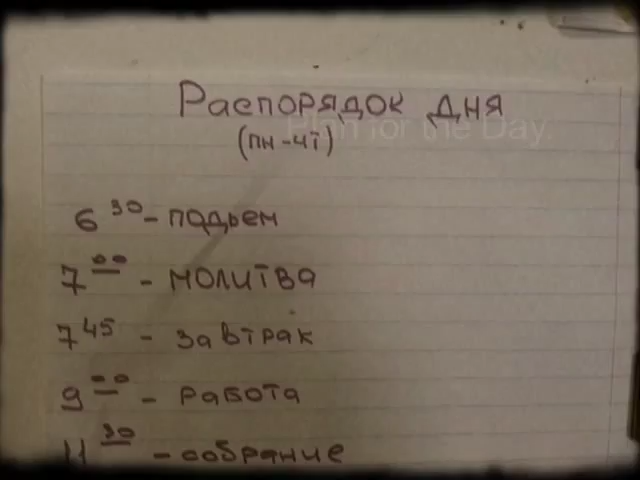 Распорядок дня
Plan for the Day.
(пн-чт)
6 30 - подьем
7 00 - молитва
7 45 - завтрак
9 00 - работа
11 30 - собрание